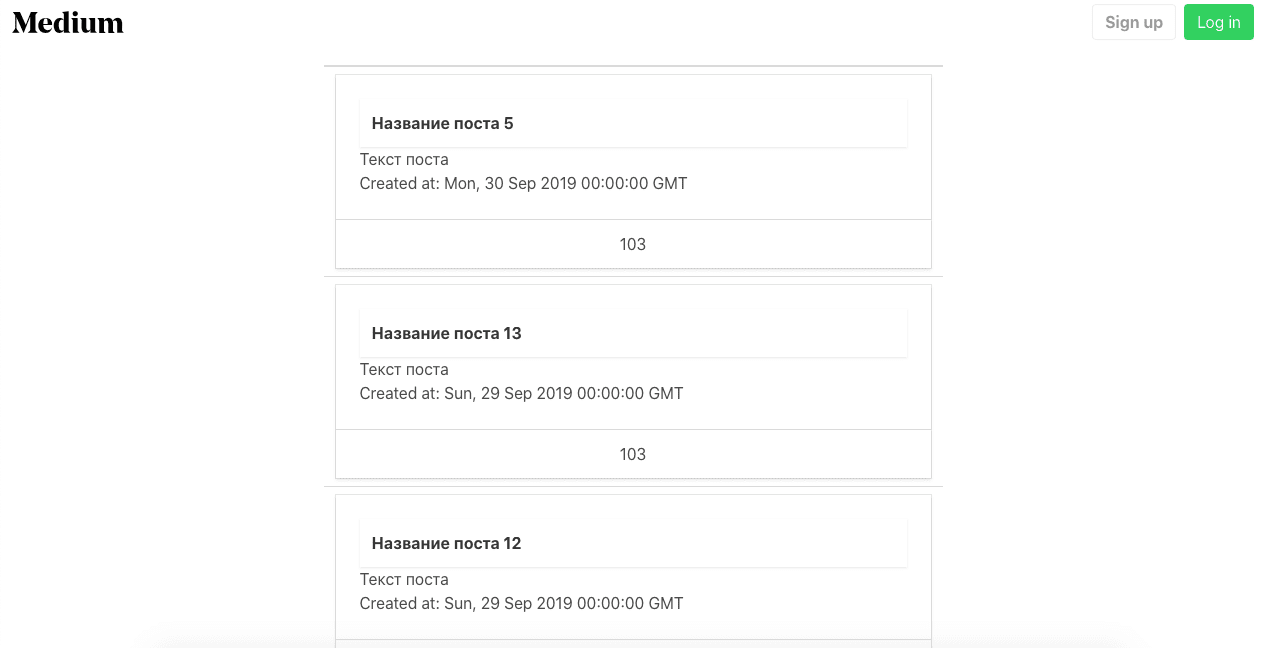 Medium
Sign up
Log in
Название поста 5
Текст поста
Created at: Mon, 30 Sep 2019 00:00:00 GMT
103
Название поста 13
Текст поста
Created at: Sun, 29 Sep 2019 00:00:00 GMT
103
Название поста 12
Текст поста
Created at: Sun, 29 Sep 2019 00:00:00 GMT